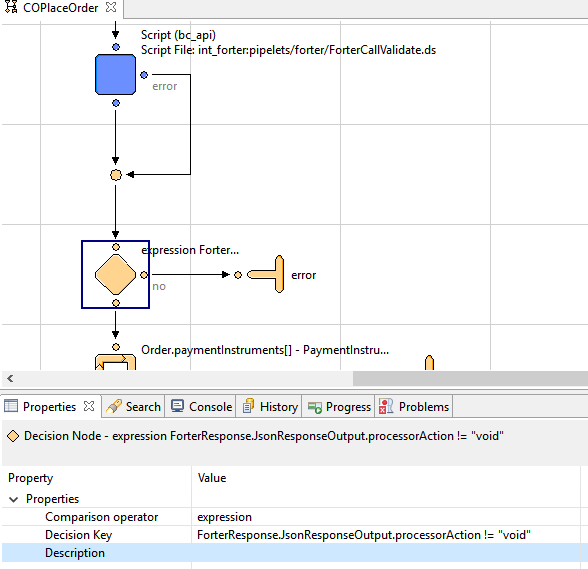 COPlaceOrder
Script (bc_api)
Script File: int_forter:pipelets/forter/ForterCallValidate.ds
error
expression Forter...
no
error
Order.paymentInstruments[] - PaymentInstru...
Properties Search Console History Progress Problems
Decision Node - expression ForterResponse.JsonResponseOutput.processorAction != "void"
Property Value
Properties
Comparison operator expression
Decision Key ForterResponse.JsonResponseOutput.processorAction != "void"
Description